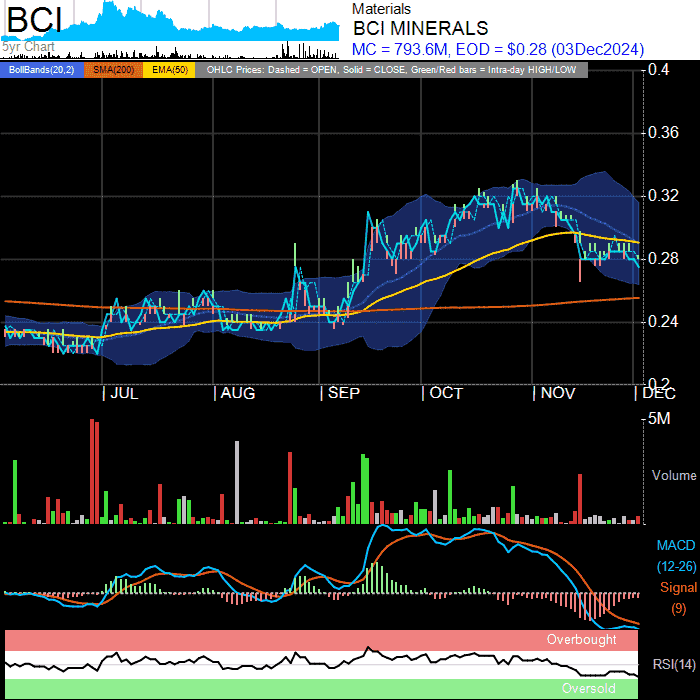 BCI
5yr Chart
Materials
BCI MINERALS
MC = 793.6M, EOD = $0.28 (03Dec2024)
BollBands(20,2) SMA(200) EMA(50) OHLC Prices: Dashed = OPEN, Solid = CLOSE, Green/Red bars = Intra-day HIGH/LOW
0.4
0.36
0.32
0.28
0.24
0.2
JUL AUG SEP OCT NOV DEC
5M
Volume
MACD
(12-26)
Signal
(9)
Overbought
RSI(14)
Oversold